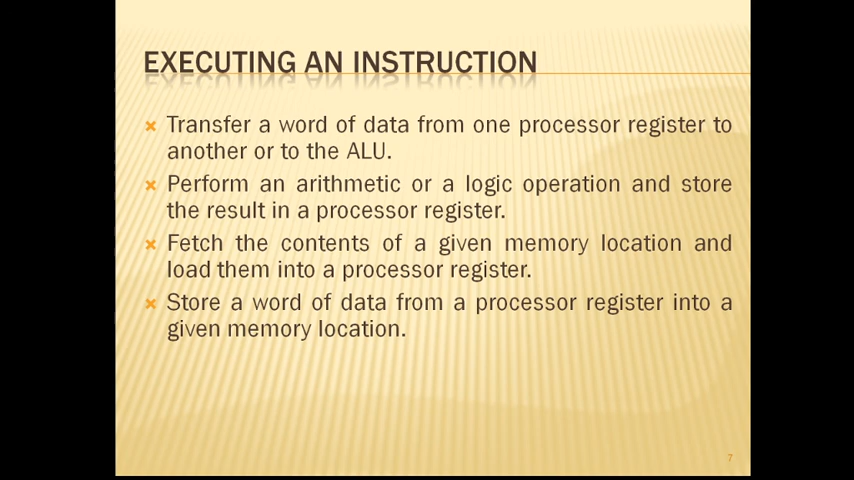 EXECUTING AN INSTRUCTION
Transfer a word of data from one processor register to
another or to the ALU.
Perform an arithmetic or a logic operation and store
the result in a processor register.
Fetch the contents of a given memory location and
load them into a processor register.
Store a word of data from a processor register into a
given memory location.
7